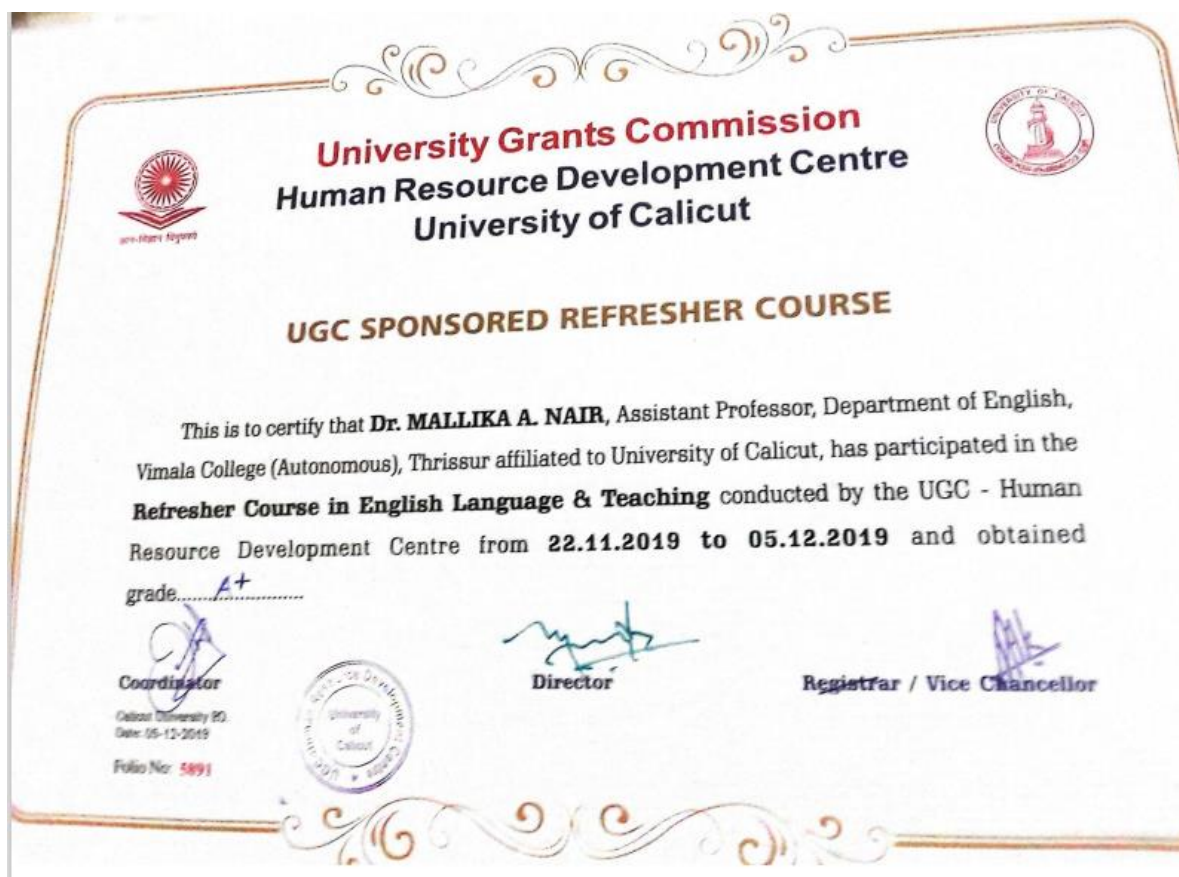 University Grants Commission
Human Resource Development Centre
University of Calicut
UNIVERSITY OF CALICUT
ज्ञान-विज्ञान विमुक्तये
UGC SPONSORED REFRESHER COURSE
This is to certify that Dr. MALLIKA A. NAIR, Assistant Professor, Department of English,
Vimala College (Autonomous), Thrissur affiliated to University of Calicut, has participated in the
Refresher Course in English Language & Teaching conducted by the UGC - Human
Resource Development Centre from 22.11.2019 to 05.12.2019 and obtained
grade.......A+.......................
Coordinator
Director
Registrar / Vice Chancellor
Calicut University P.O.
Date: 05-12-2019
Folio No: 5891
University
of
Calicut